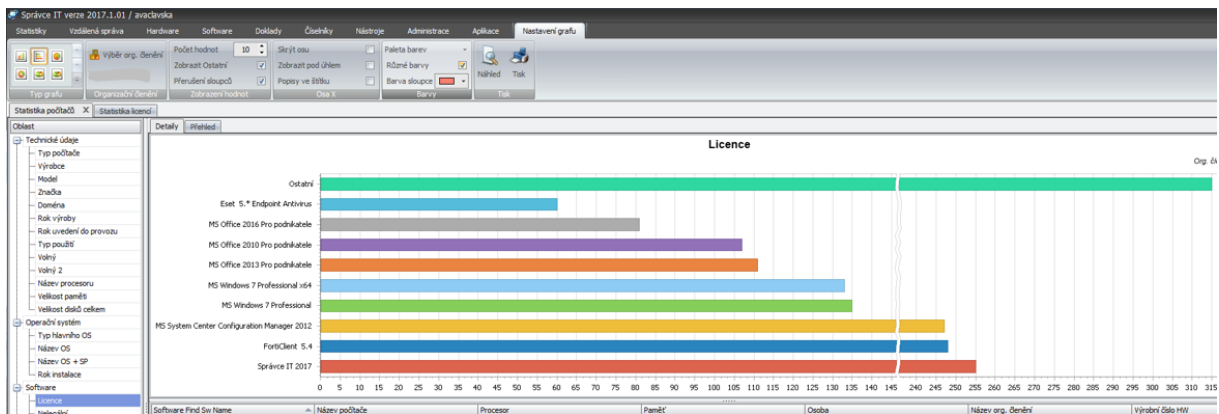 Správce IT verze 2017.1.01 / avaclavska
Statistiky Vzdálená správa Hardware Software Doklady Číselníky Nástroje Administrace Aplikace Nastavení grafu
Výběr org. členění
Počet hodnot 10
Zobrazit Ostatní
Přerušení sloupců
Skrýt osu
Zobrazit pod úhlem
Popisy ve štítku
Paleta barev
Různé barvy
Barva sloupce
Náhled Tisk
Typ grafu Organizační členění Zobrazení hodnot Osa X Barvy Tisk
Statistika počítačů X Statistika licencí
Oblast
Technické údaje
Typ počítače
Výrobce
Model
Značka
Doména
Rok výroby
Rok uvedení do provozu
Typ použití
Volný
Volný 2
Název procesoru
Velikost paměti
Velikost disků celkem
Operační systém
Typ hlavního OS
Název OS
Název OS + SP
Rok instalace
Software
Licence
Nelegální
Detaily Přehled
Licence
Org. čl
Ostatní
Eset 5.* Endpoint Antivirus
MS Office 2016 Pro podnikatele
MS Office 2010 Pro podnikatele
MS Office 2013 Pro podnikatele
MS Windows 7 Professional x64
MS Windows 7 Professional
MS System Center Configuration Manager 2012
FortiClient 5.4
Správce IT 2017
0 5 10 15 20 25 30 35 40 45 50 55 60 65 70 75 80 85 90 95 100 105 110 115 120 125 130 135 140 145 240 245 250 255 260 265 270 275 280 285 290 295 300 305 310 315
Software Find Sw Name Název počítače Procesor Paměť Osoba Název org. členění Výrobní číslo HW